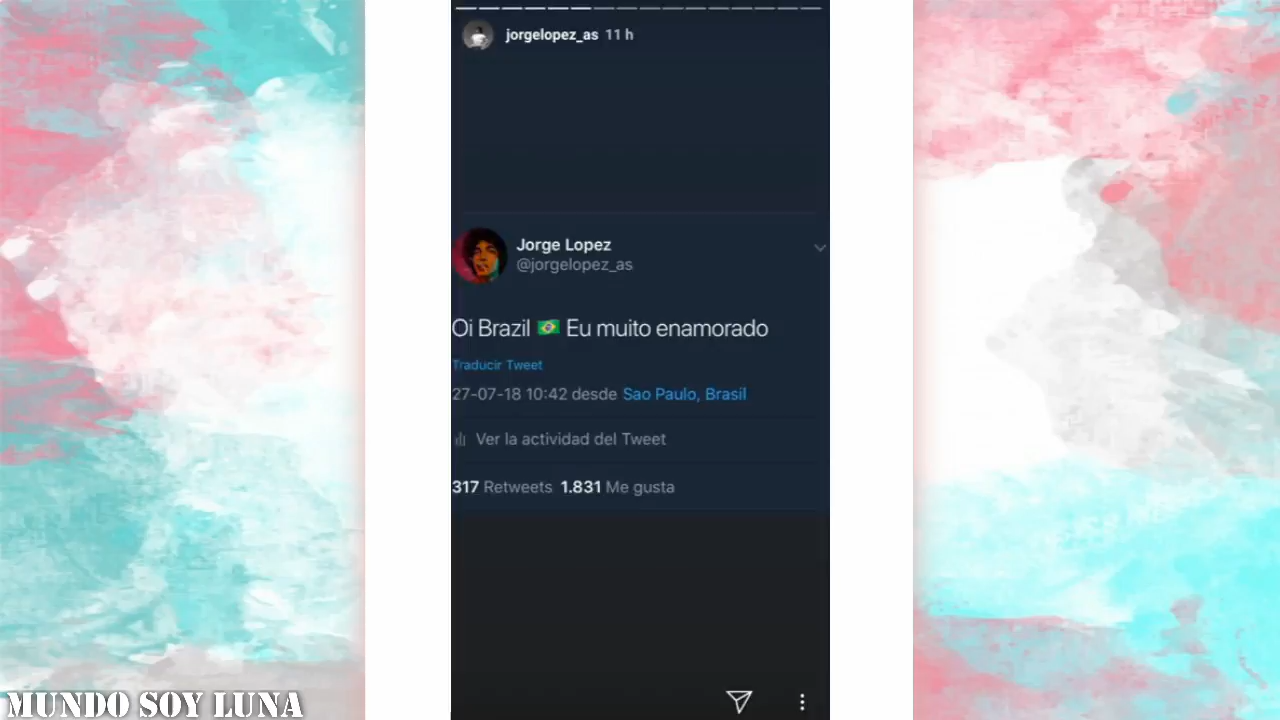 jorgelopez_as 11 h
Jorge Lopez
@jorgelopez_as
Oi Brazil 🇧🇷 Eu muito enamorado
Traducir Tweet
27-07-18 10:42 desde Sao Paulo, Brasil
Ver la actividad del Tweet
317 Retweets 1.831 Me gusta
MUNDO SOY LUNA